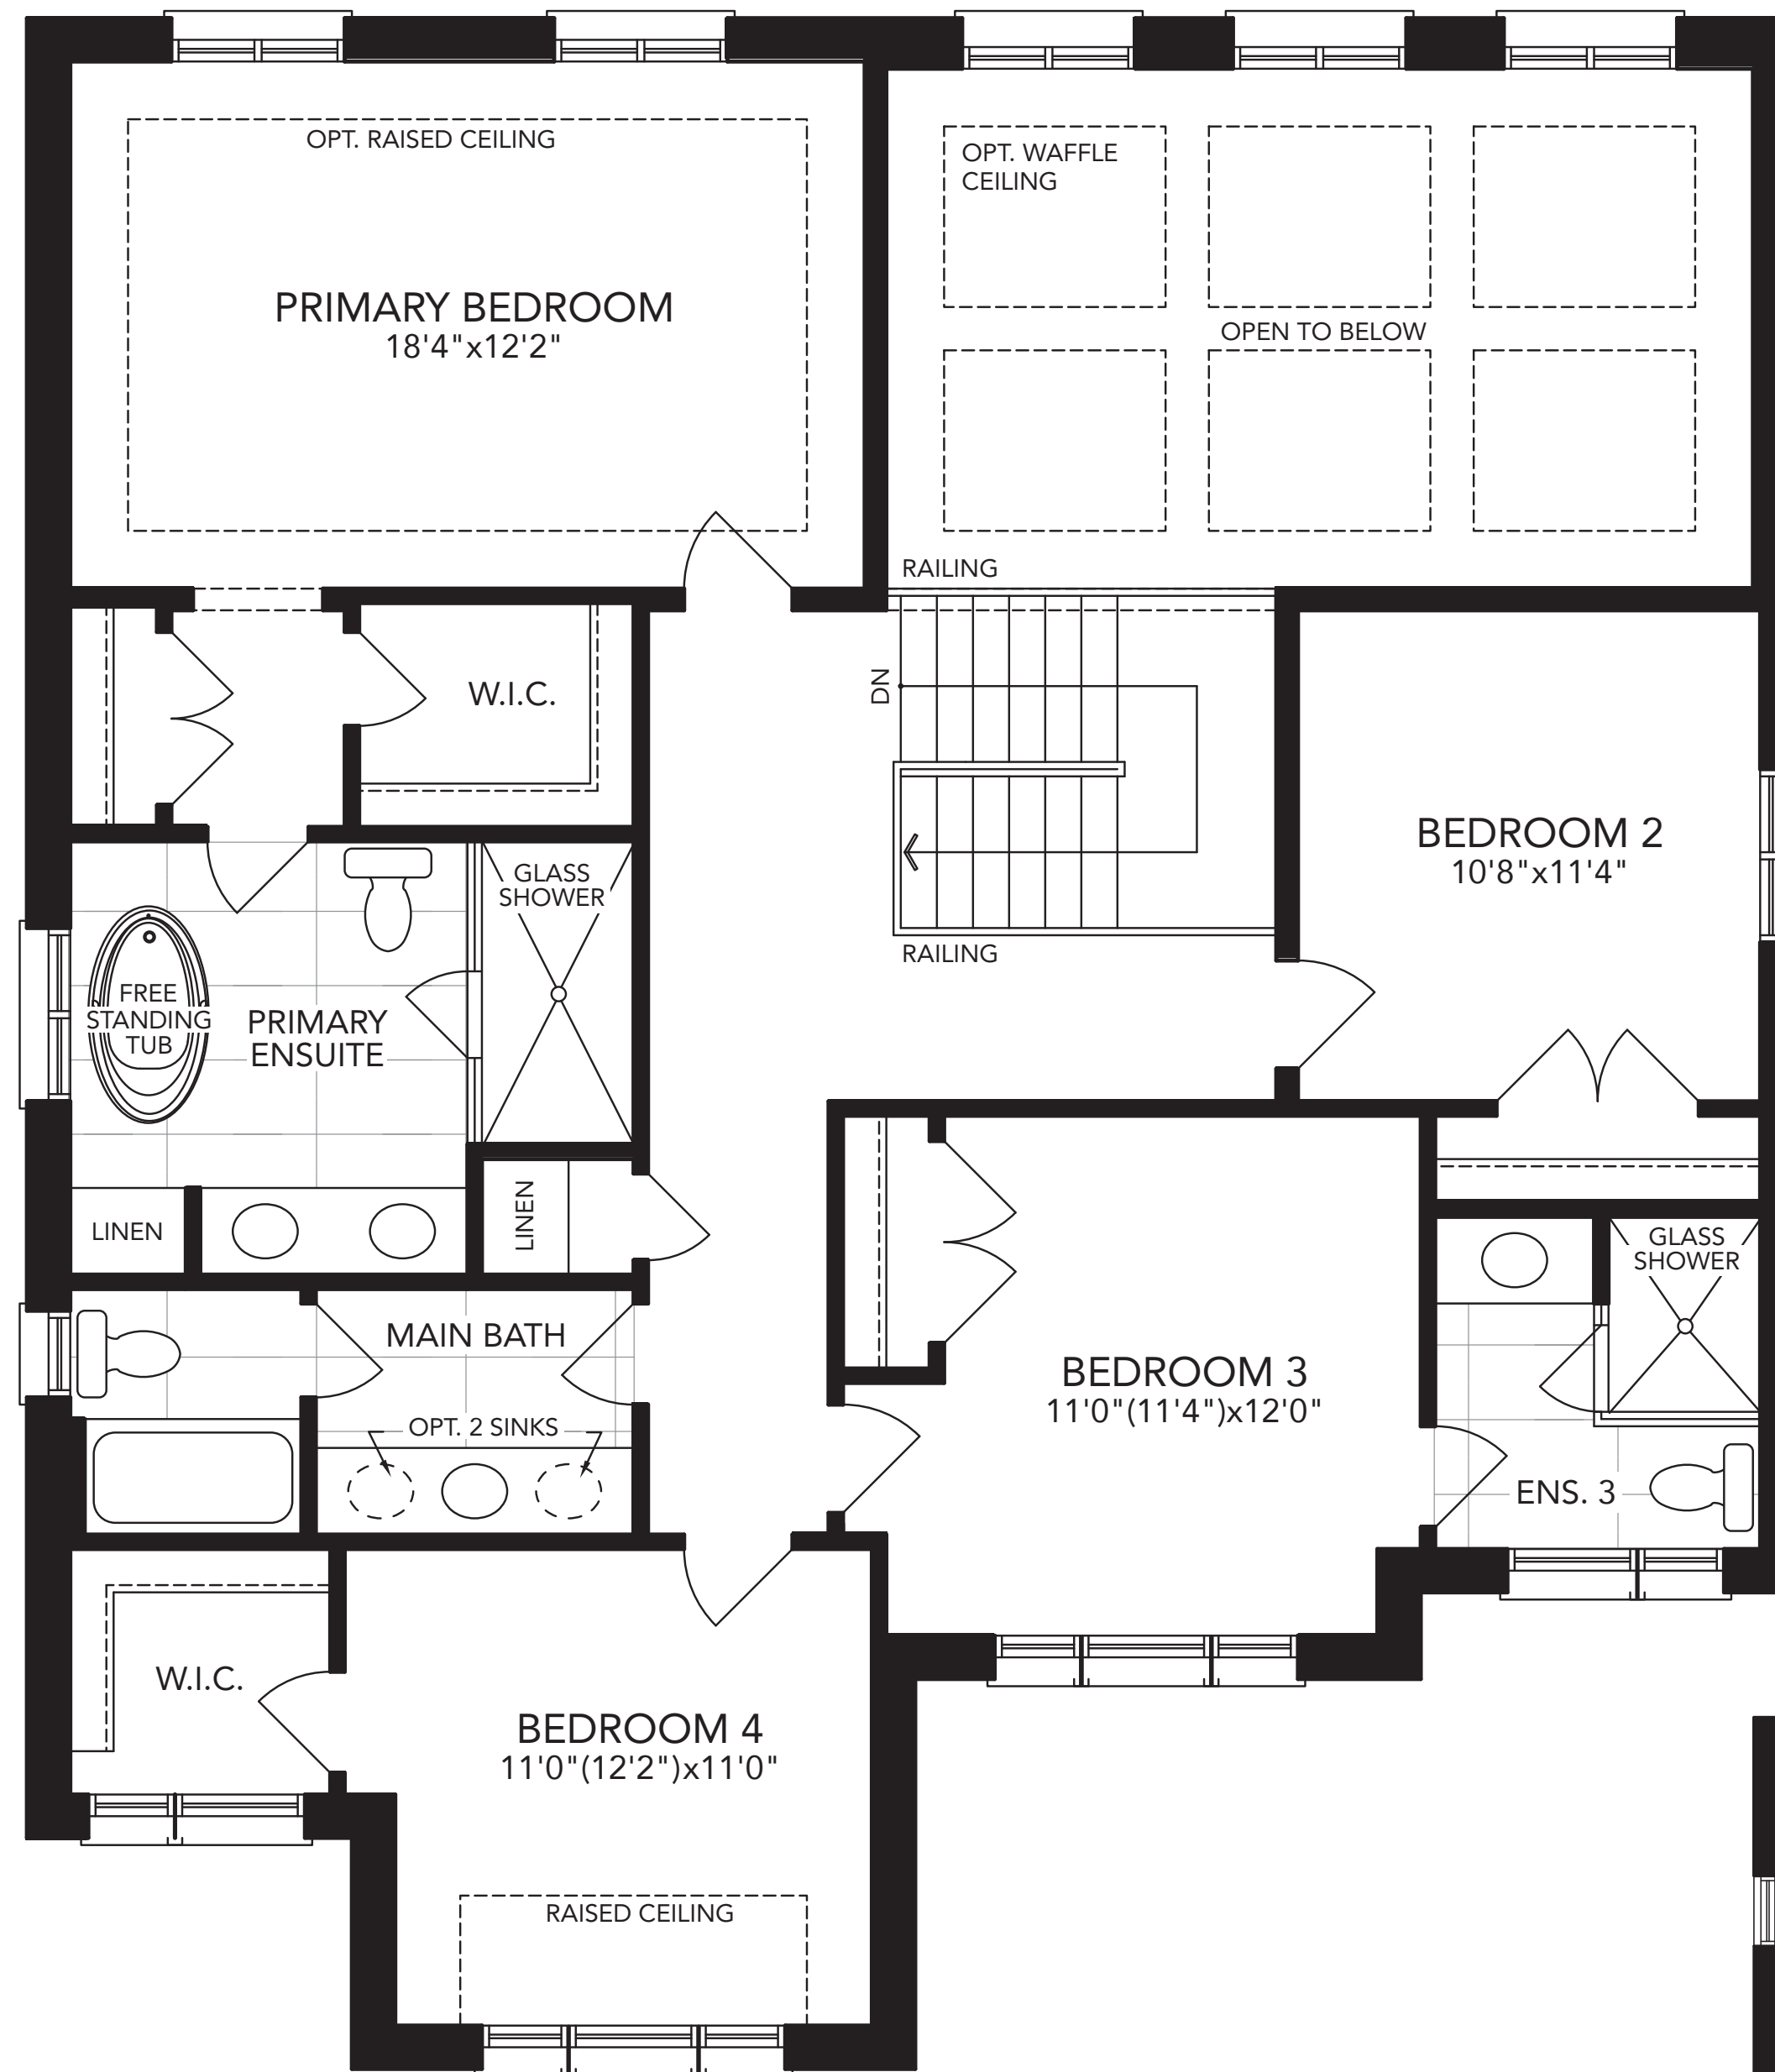 OPT. RAISED CEILING
PRIMARY BEDROOM
18'4"x12'2"
OPT. WAFFLE
CEILING
OPEN TO BELOW
RAILING
W.I.C.
DN
BEDROOM 2
10'8"x11'4"
GLASS
SHOWER
RAILING
FREE
STANDING
TUB
PRIMARY
ENSUITE
LINEN
LINEN
GLASS
SHOWER
MAIN BATH
OPT. 2 SINKS
BEDROOM 3
11'0"(11'4")x12'0"
ENS. 3
W.I.C.
BEDROOM 4
11'0"(12'2")x11'0"
RAISED CEILING